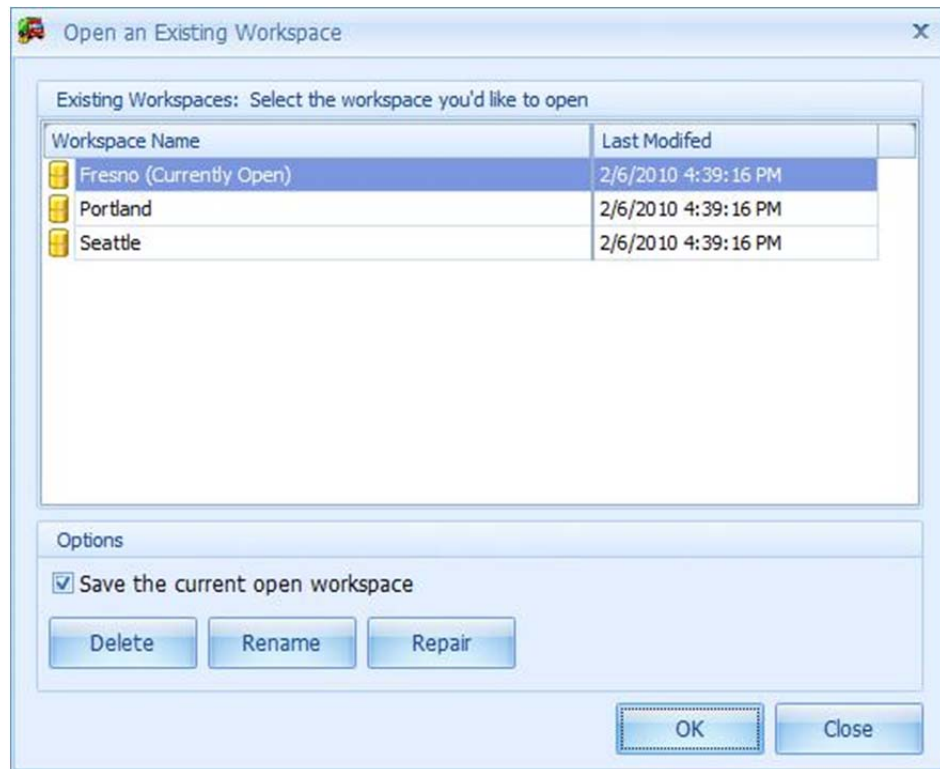 Open an Existing Workspace
Existing Workspaces: Select the workspace you'd like to open
Workspace Name Last Modifed
Fresno (Currently Open) 2/6/2010 4:39:16 PM
Portland 2/6/2010 4:39:16 PM
Seattle 2/6/2010 4:39:16 PM
Options
Save the current open workspace
Delete Rename Repair
OK Close